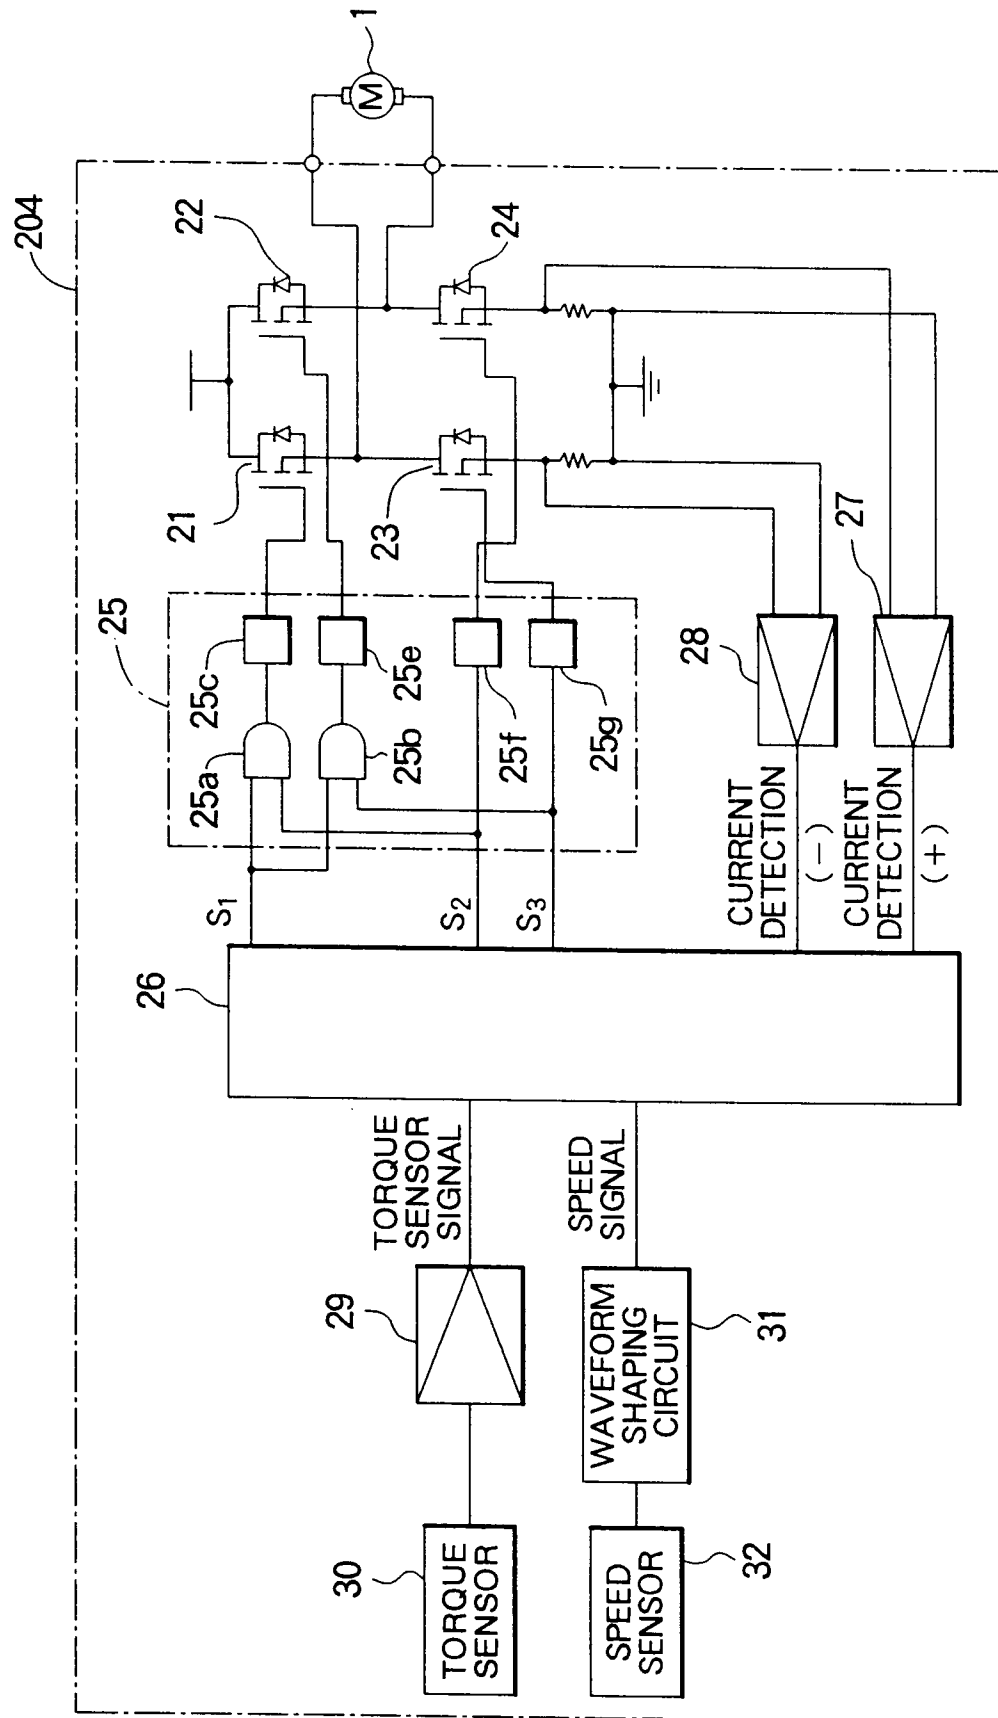 204
1
M
22
24
21
23
25
25c
25e
25a
25b
25f
25g
27
28
S1
S2
S3
CURRENT
DETECTION
(−)
CURRENT
DETECTION
(+)
26
TORQUE
SENSOR
SIGNAL
SPEED
SIGNAL
29
WAVEFORM
SHAPING
CIRCUIT
31
30
TORQUE
SENSOR
SPEED
SENSOR
32